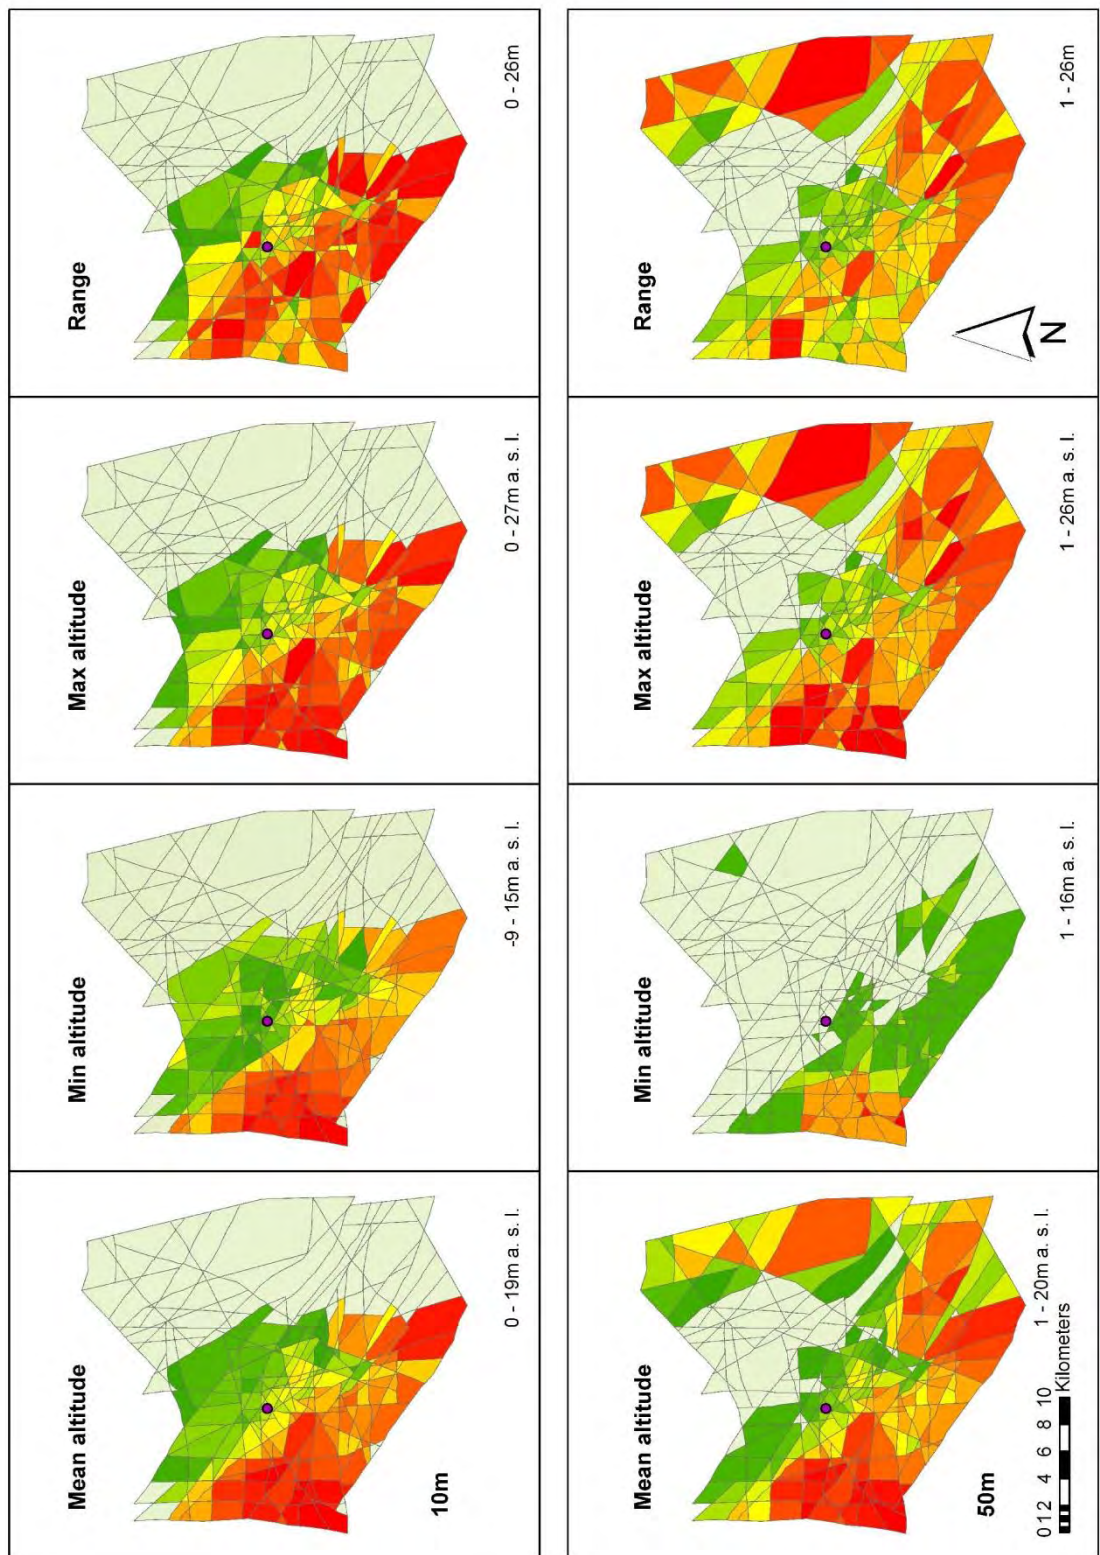 Mean altitude
0 - 19m a. s. l.
10m
Min altitude
-9 - 15m a. s. l.
Max altitude
0 - 27m a. s. l.
Range
0 - 26m
Mean altitude
1 - 20m a. s. l.
50m
0 1 2 4 6 8 10
Kilometers
Min altitude
1 - 16m a. s. l.
Max altitude
1 - 26m a. s. l.
Range
1 - 26m
N